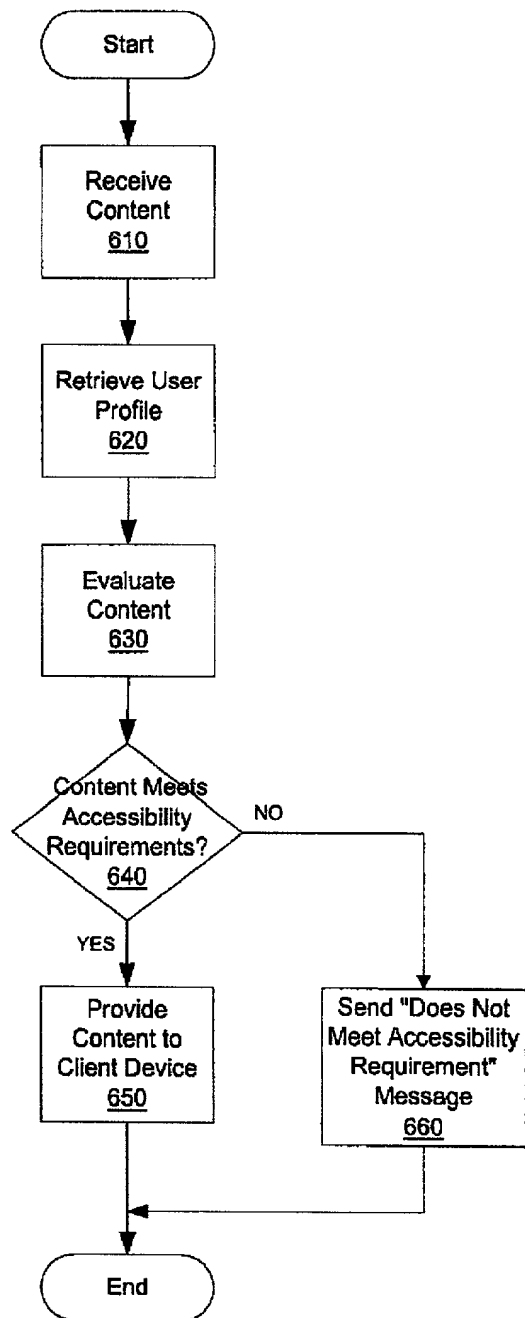 Start
Receive
Content
610
Retrieve User
Profile
620
Evaluate
Content
630
Content Meets
Accessibility
Requirements?
640
NO
YES
Provide
Content to
Client Device
650
Send "Does Not
Meet Accessibility
Requirement"
Message
660
End